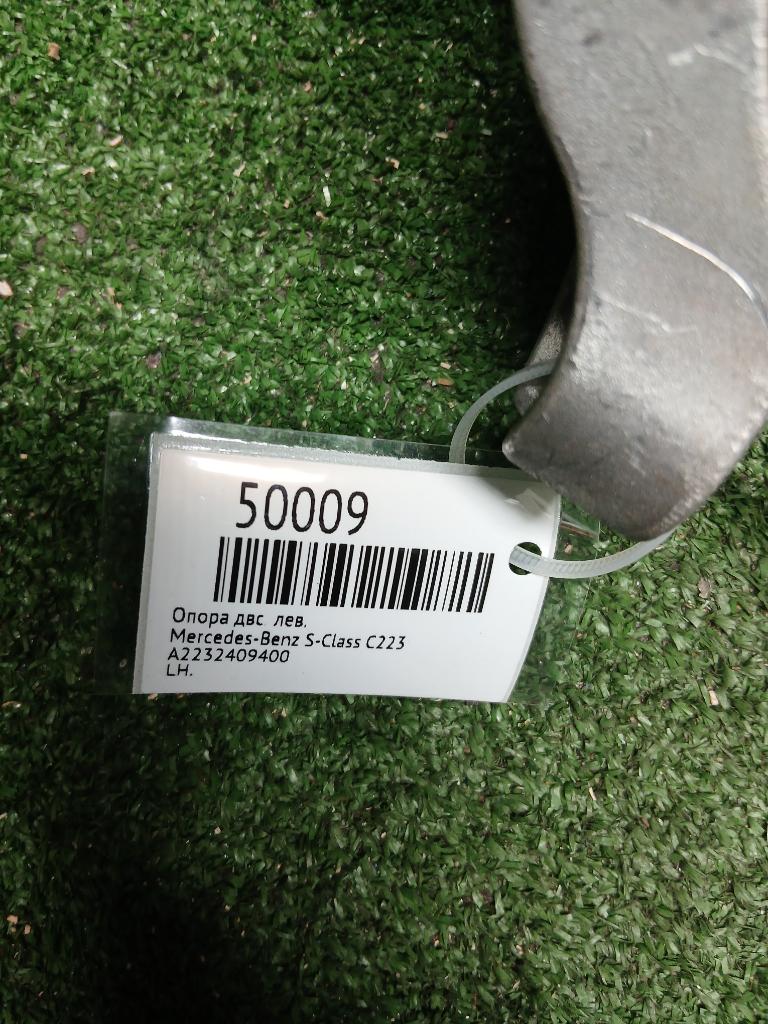 50009
Опора двс лев.
Mercedes-Benz S-Class C223
A2232409400
LH.